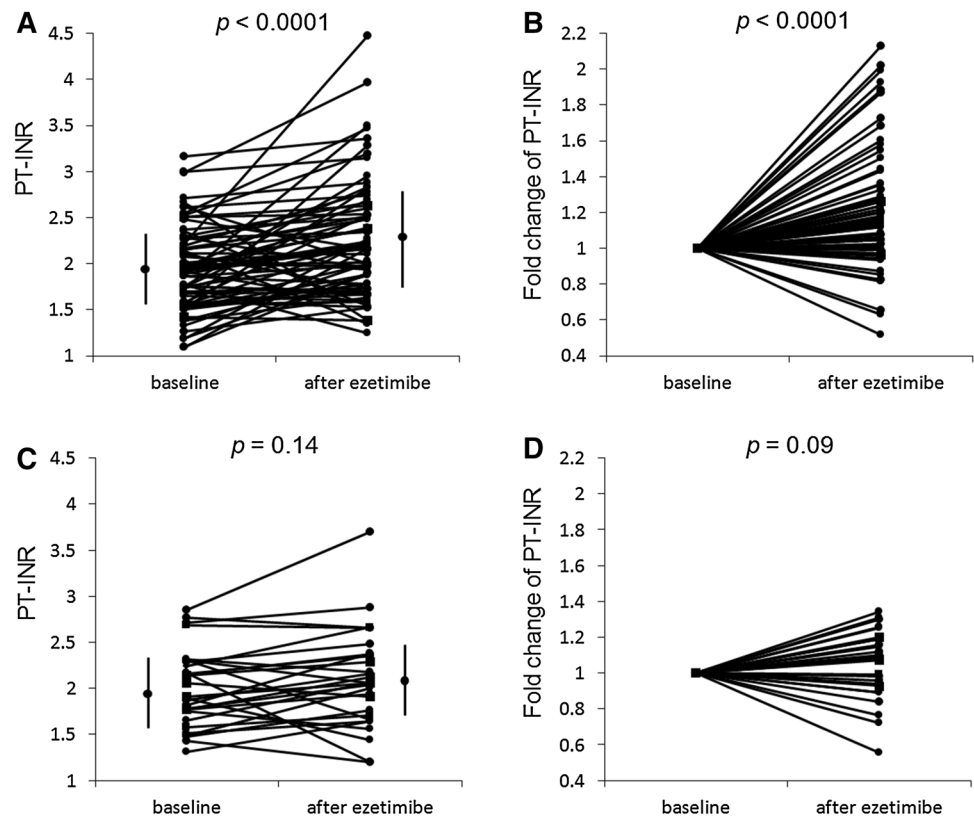 A
p < 0.0001
PT-INR
4.5
4
3.5
3
2.5
2
1.5
1
baseline
after ezetimibe
B
p < 0.0001
Fold change of PT-INR
2.2
2
1.8
1.6
1.4
1.2
1
0.8
0.6
0.4
baseline
after ezetimibe
C
p = 0.14
PT-INR
4.5
4
3.5
3
2.5
2
1.5
1
baseline
after ezetimibe
D
p = 0.09
Fold change of PT-INR
2.2
2
1.8
1.6
1.4
1.2
1
0.8
0.6
0.4
baseline
after ezetimibe